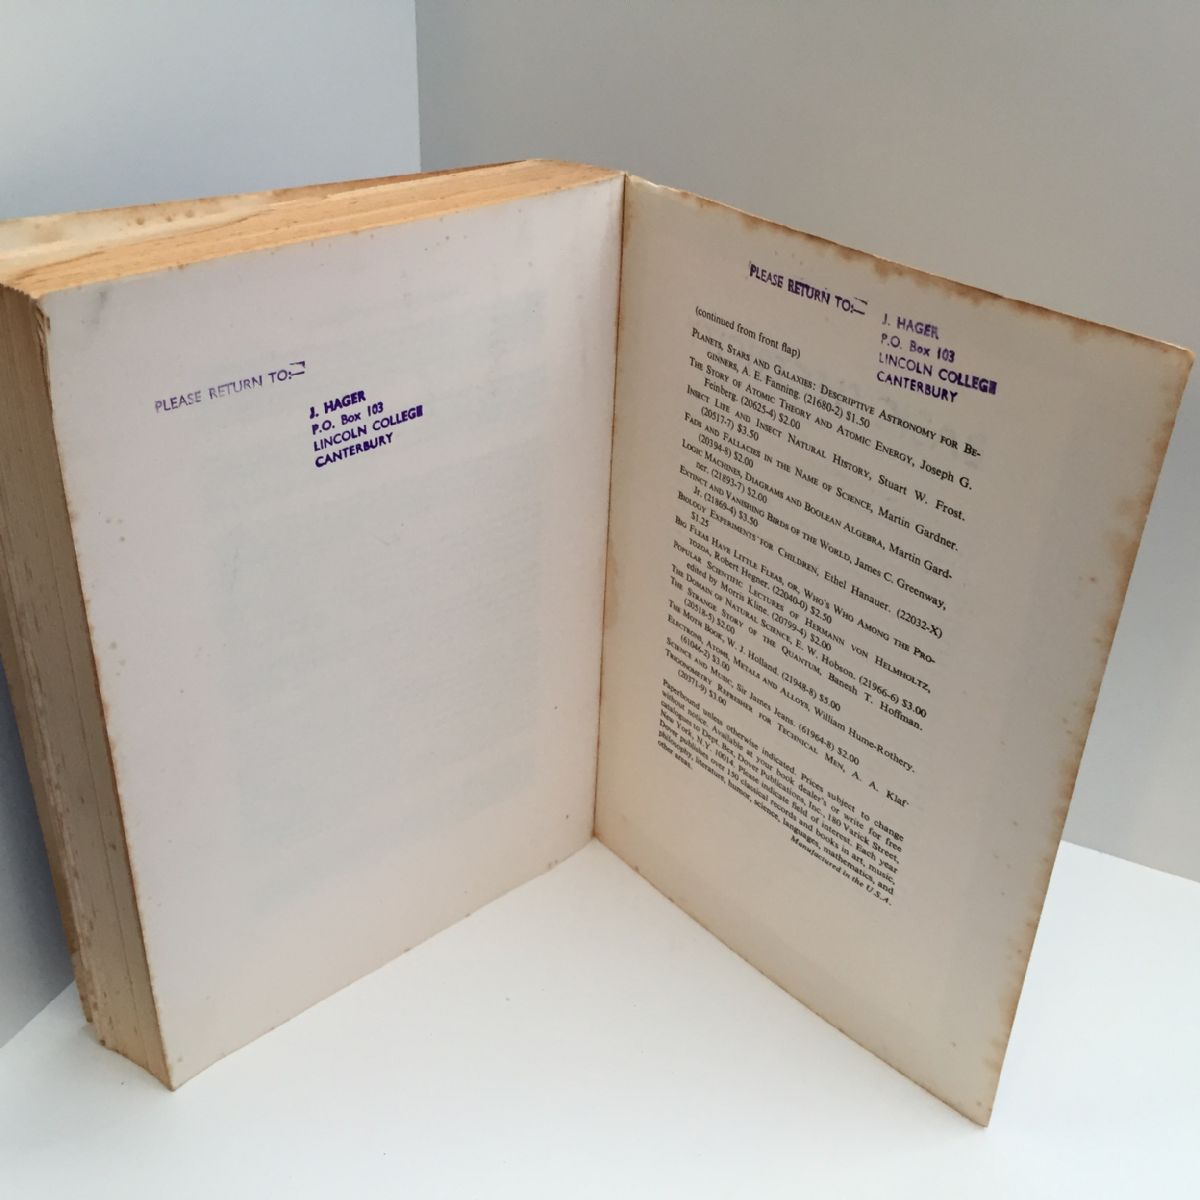 PLEASE RETURN TO:—
J. HAGER
P.O. Box 103
LINCOLN COLLEGE
CANTERBURY
PLEASE RETURN TO:—
J. HAGER
P.O. Box 103
LINCOLN COLLEGE
CANTERBURY
(continued from front flap)
PLANETS, STARS AND GALAXIES: DESCRIPTIVE ASTRONOMY FOR BE-
GINNERS, A. E. Fanning. (21680-2) $1.50
THE STORY OF ATOMIC THEORY AND ATOMIC ENERGY, Joseph G.
Feinberg. (20625-4) $2.00
INSECT LIFE AND INSECT NATURAL HISTORY, Stuart W. Frost.
(20517-7) $3.50
FADS AND FALLACIES IN THE NAME OF SCIENCE, Martin Gardner.
(20394-8) $2.00
LOGIC MACHINES, DIAGRAMS AND BOOLEAN ALGEBRA, Martin Gard-
ner. (21893-7) $2.00
EXTINCT AND VANISHING BIRDS OF THE WORLD, James C. Greenway,
Jr. (21869-4) $3.50
BIOLOGY EXPERIMENTS FOR CHILDREN, Ethel Hanauer. (22032-X)
$1.25
BIG FLEAS HAVE LITTLE FLEAS, OR, WHO'S WHO AMONG THE PRO-
TOZOA, Robert Hegner. (22040-0) $2.50
POPULAR SCIENTIFIC LECTURES OF HERMANN VON HELMHOLTZ,
edited by Morris Kline. (20799-4) $2.00
THE DOMAIN OF NATURAL SCIENCE, E. W. Hobson. (21966-6) $3.00
THE STRANGE STORY OF THE QUANTUM, Banesh T. Hoffman.
(20518-5) $2.00
THE MOTH BOOK, W. J. Holland. (21948-8) $5.00
ELECTRONS, ATOMS, METALS AND ALLOYS, William Hume-Rothery.
(61046-2) $3.00
SCIENCE AND MUSIC, Sir James Jeans. (61964-8) $2.00
TRIGONOMETRY REFRESHER FOR TECHNICAL MEN, A. A. Klaf-
(20371-9) $3.00
Paperbound unless otherwise indicated. Prices subject to change
without notice. Available at your book dealer's or write for free
catalogues to Dept. Box, Dover Publications, Inc., 180 Varick Street,
New York, N.Y. 10014. Please indicate field of interest. Each year
Dover publishes over 150 classical records and books in art, music,
philosophy, literature, humor, science, languages, mathematics, and
other areas.
Manufactured in the U.S.A.